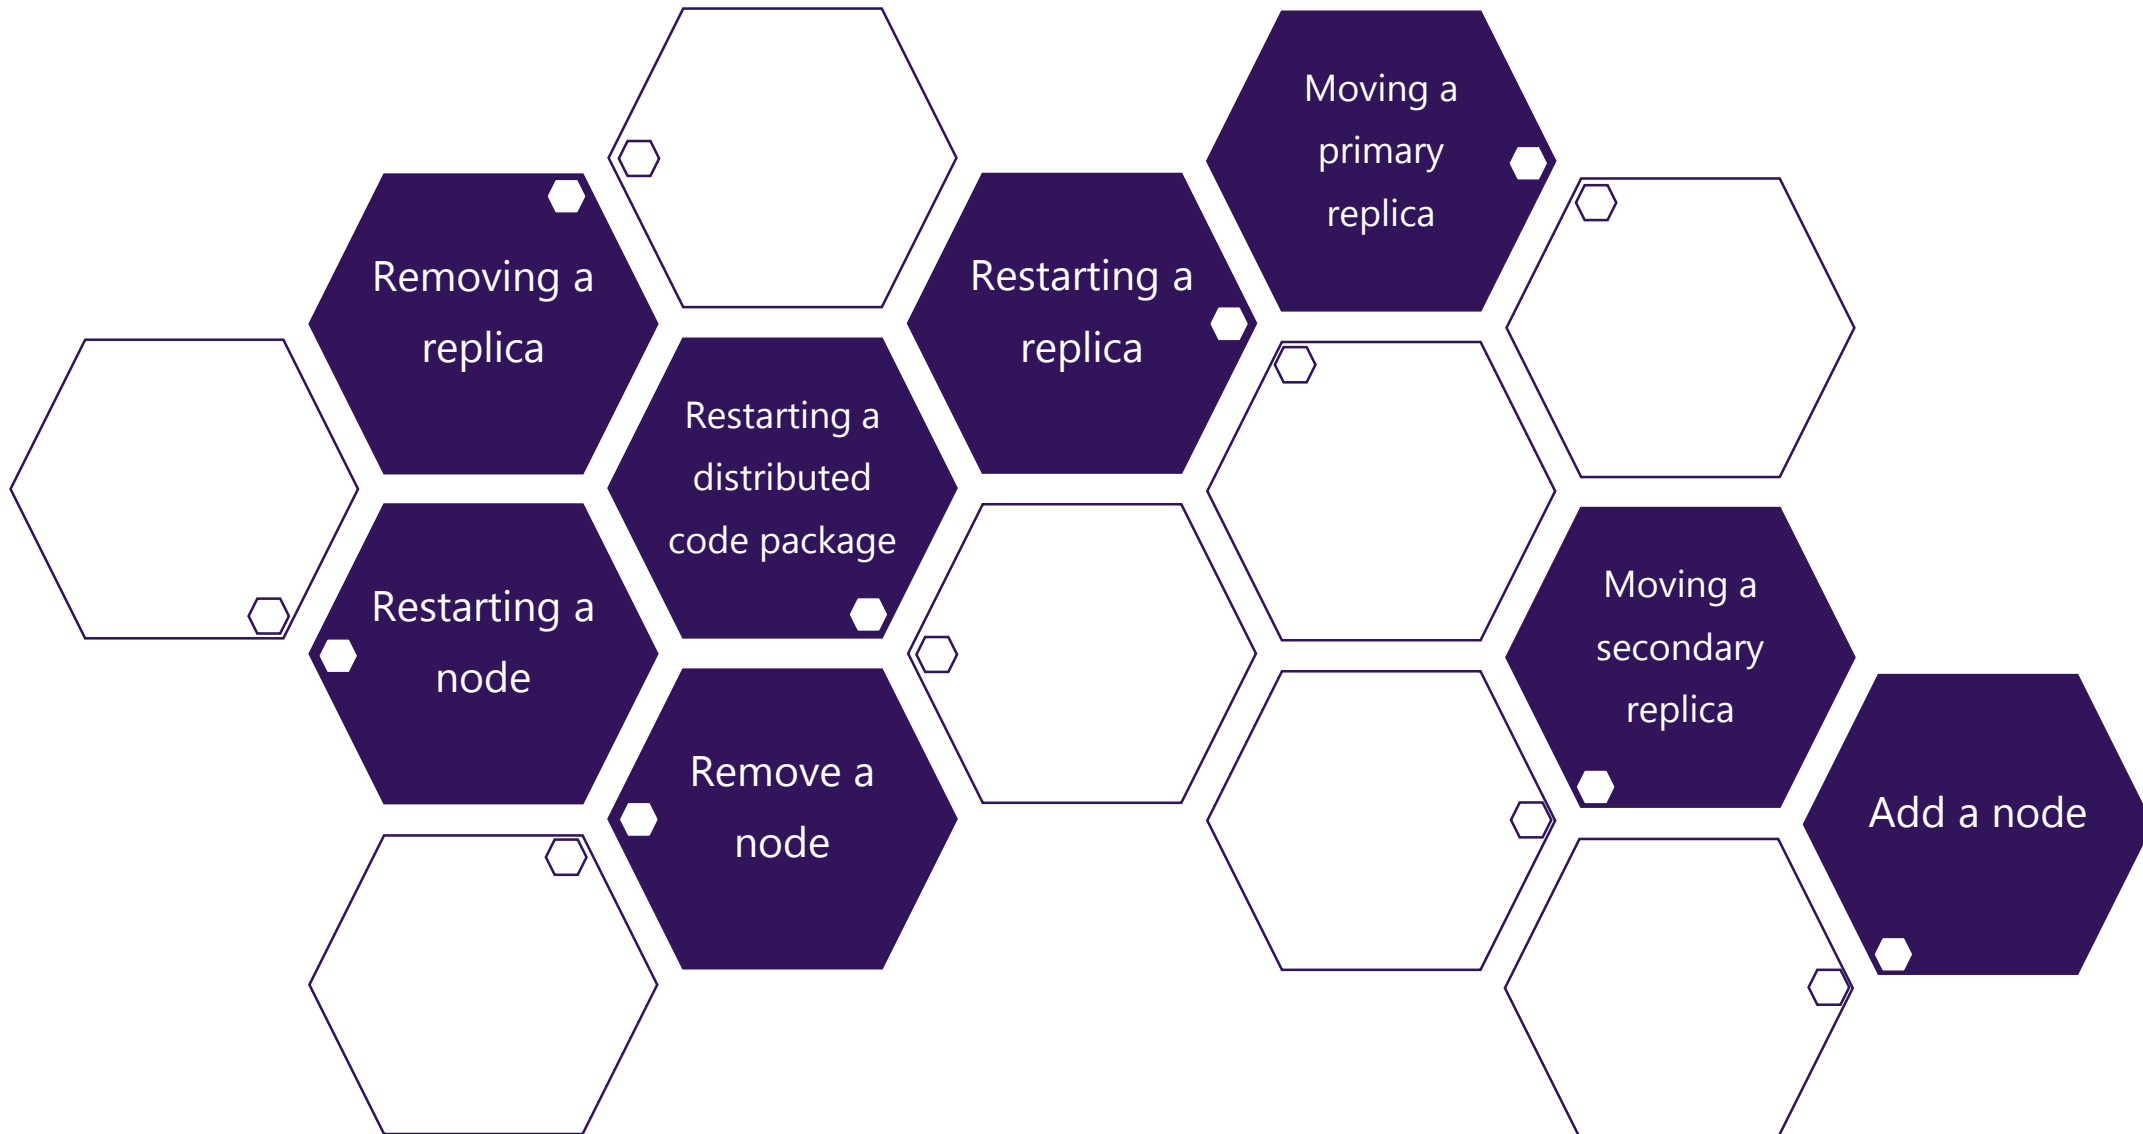 Removing a
replica
Restarting a
node
Restarting a
distributed
code package
Remove a
node
Restarting a
replica
Moving a
primary
replica
Moving a
secondary
replica
Add a node